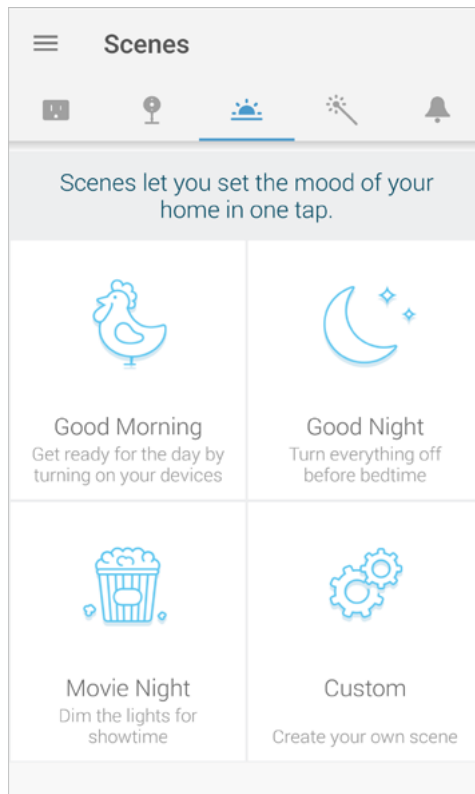 Scenes
Scenes let you set the mood of your
home in one tap.
Good Morning
Get ready for the day by
turning on your devices
Good Night
Turn everything off
before bedtime
Movie Night
Dim the lights for
showtime
Custom
Create your own scene